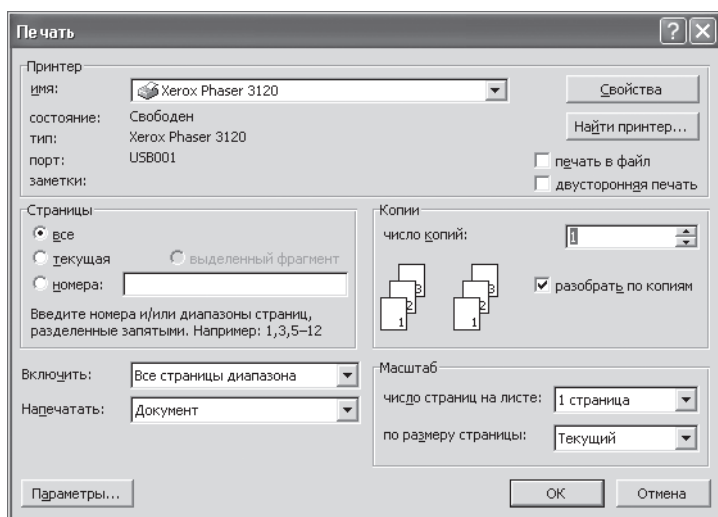 Печать
Принтер
имя: Xerox Phaser 3120 Свойства
состояние: Свободен
тип: Xerox Phaser 3120 Найти принтер...
порт: USB001
печать в файл
заметки:
двусторонняя печать
Страницы
все
текущая выделенный фрагмент
номера:
Введите номера и/или диапазоны страниц,
разделенные запятыми. Например: 1,3,5–12
Копии
число копий: 1
3 3
2 2
1 1
разобрать по копиям
Включить: Все страницы диапазона
Напечатать: Документ
Масштаб
число страниц на листе: 1 страница
по размеру страницы: Текущий
Параметры... ОК Отмена